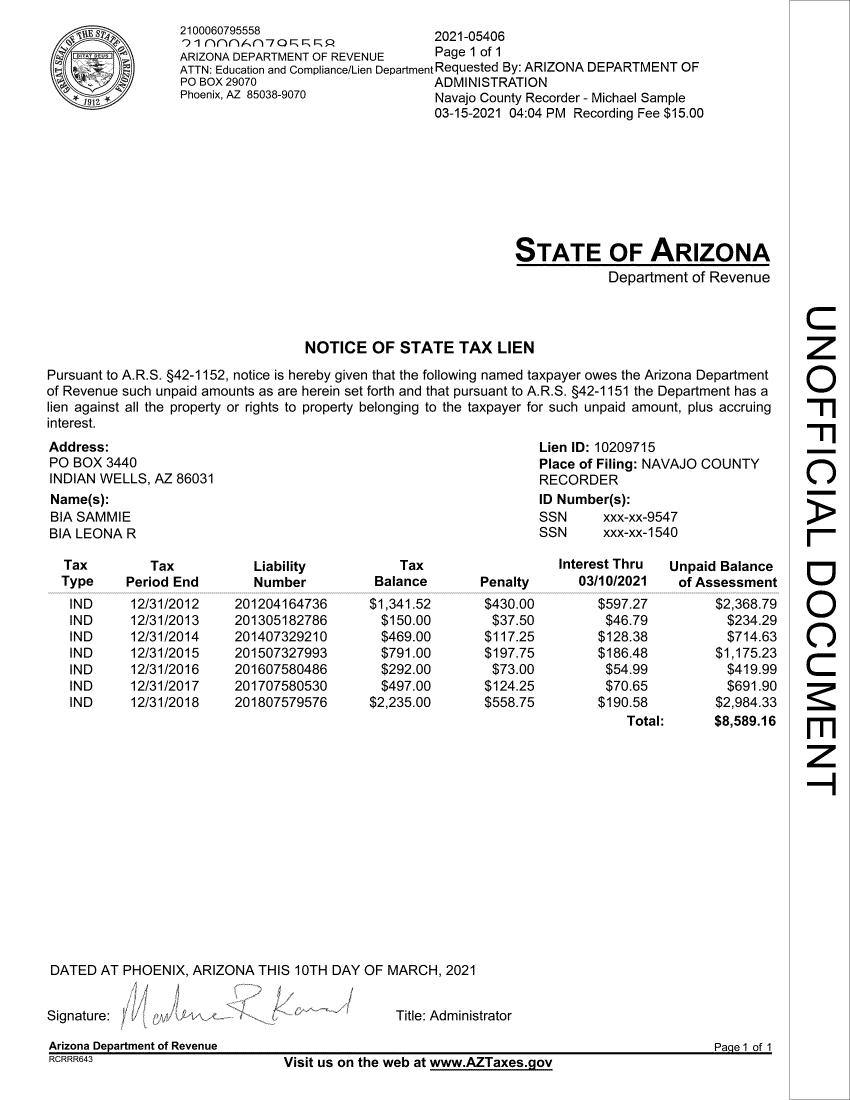 2100060795558
2100060795558
ARIZONA DEPARTMENT OF REVENUE
ATTN: Education and Compliance/Lien Department
PO BOX 29070
Phoenix, AZ 85038-9070
2021-05406
Page 1 of 1
Requested By: ARIZONA DEPARTMENT OF
ADMINISTRATION
Navajo County Recorder - Michael Sample
03-15-2021 04:04 PM Recording Fee $15.00
GREAT SEAL OF THE STATE OF ARIZONA
DITAT DEUS
1912
STATE OF ARIZONA
Department of Revenue
NOTICE OF STATE TAX LIEN
Pursuant to A.R.S. §42-1152, notice is hereby given that the following named taxpayer owes the Arizona Department
of Revenue such unpaid amounts as are herein set forth and that pursuant to A.R.S. §42-1151 the Department has a
lien against all the property or rights to property belonging to the taxpayer for such unpaid amount, plus accruing
interest.
Address:
PO BOX 3440
INDIAN WELLS, AZ 86031
Name(s):
BIA SAMMIE
BIA LEONA R
Lien ID: 10209715
Place of Filing: NAVAJO COUNTY
RECORDER
ID Number(s):
SSN xxx-xx-9547
SSN xxx-xx-1540
Tax Type Tax Period End Liability Number Tax Balance Penalty Interest Thru 03/10/2021 Unpaid Balance of Assessment
IND 12/31/2012 201204164736 $1,341.52 $430.00 $597.27 $2,368.79
IND 12/31/2013 201305182786 $150.00 $37.50 $46.79 $234.29
IND 12/31/2014 201407329210 $469.00 $117.25 $128.38 $714.63
IND 12/31/2015 201507327993 $791.00 $197.75 $186.48 $1,175.23
IND 12/31/2016 201607580486 $292.00 $73.00 $54.99 $419.99
IND 12/31/2017 201707580530 $497.00 $124.25 $70.65 $691.90
IND 12/31/2018 201807579576 $2,235.00 $558.75 $190.58 $2,984.33
Total: $8,589.16
DATED AT PHOENIX, ARIZONA THIS 10TH DAY OF MARCH, 2021
Signature:
Title: Administrator
Arizona Department of Revenue
Page 1 of 1
RCRRR643
Visit us on the web at www.AZTaxes.gov
UNOFFICIAL DOCUMENT